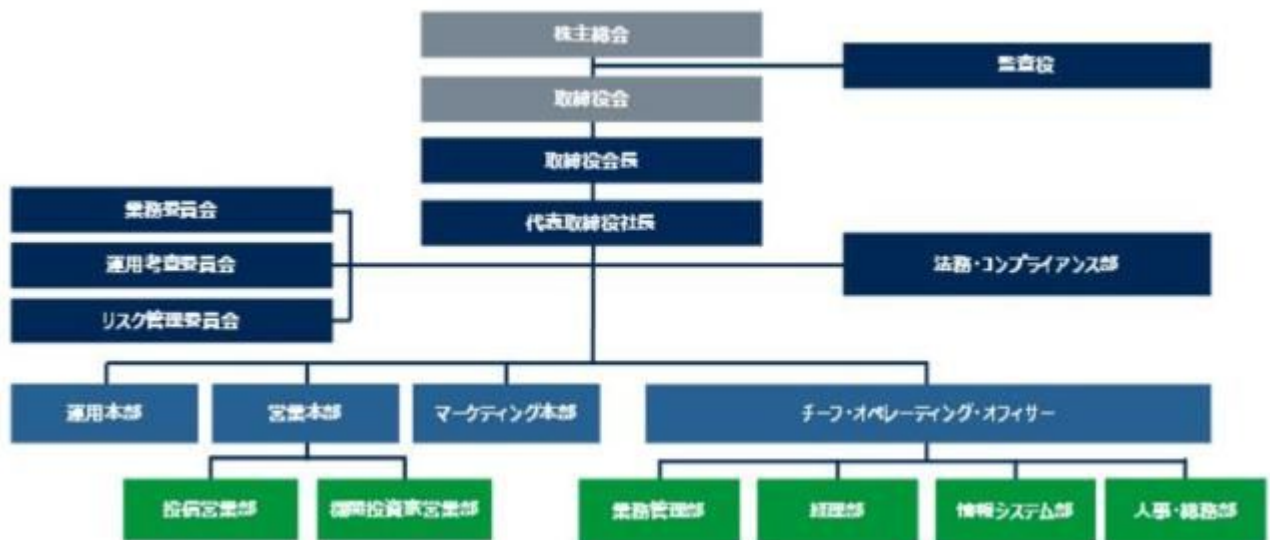 株主総会
監査役
取締役会
取締役会長
代表取締役社長
業務委員会
運用考査委員会
リスク管理委員会
法務・コンプライアンス部
運用本部
営業本部
マーケティング本部
チーフ・オペレーティング・オフィサー
投信営業部
機関投資家営業部
業務管理部
経理部
情報システム部
人事・総務部